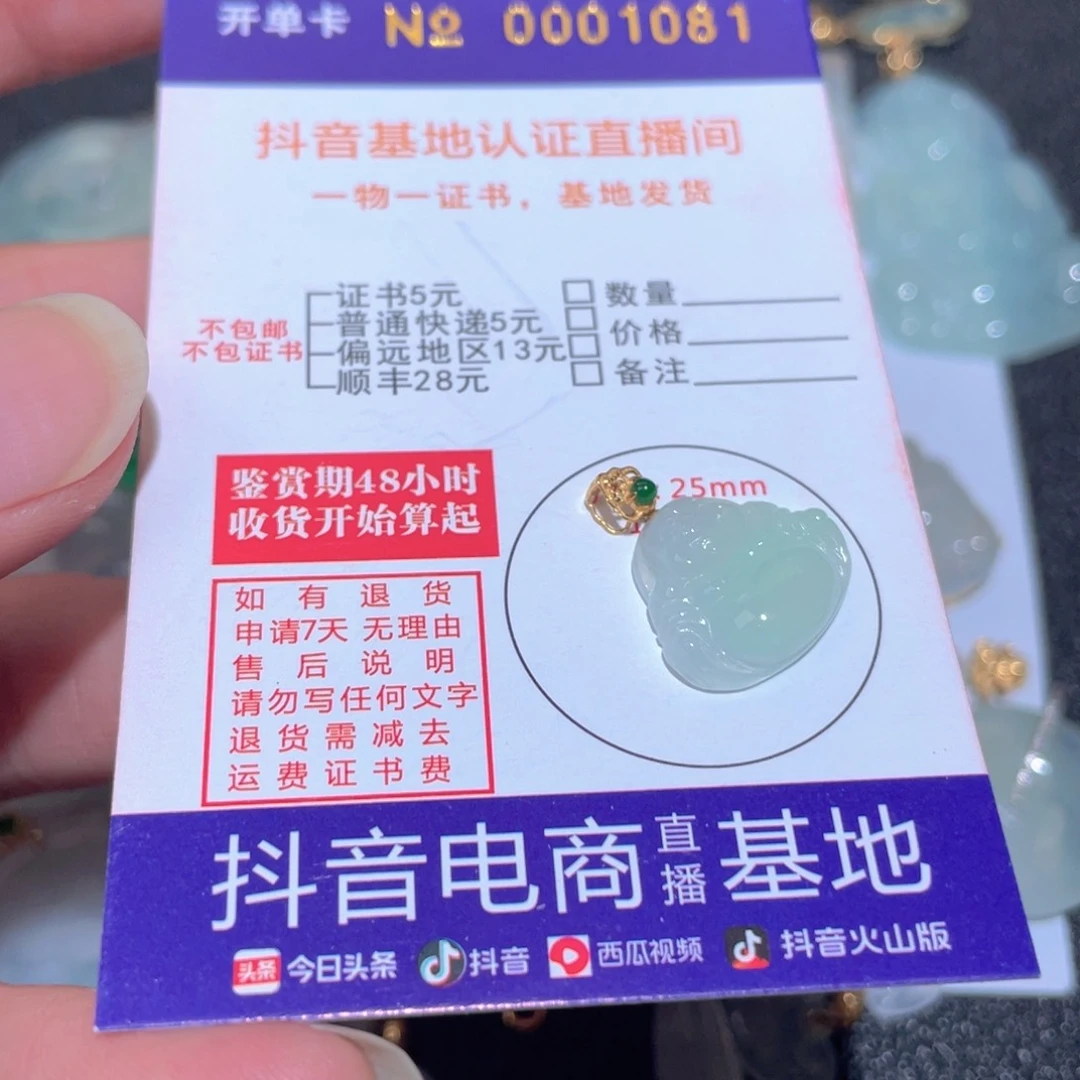 开单卡 No 0001081
抖音基地认证直播间
一物一证书，基地发货
不包邮
不包证书
证书5元
普通快递5元
偏远地区13元
顺丰28元
数量
价格
备注
鉴赏期48小时
收货开始算起
25mm
如有退货
申请7天无理由
售后说明
请勿写任何文字
退货需减去
运费证书费
抖音电商直播基地
头条 今日头条 抖音 西瓜视频 抖音火山版